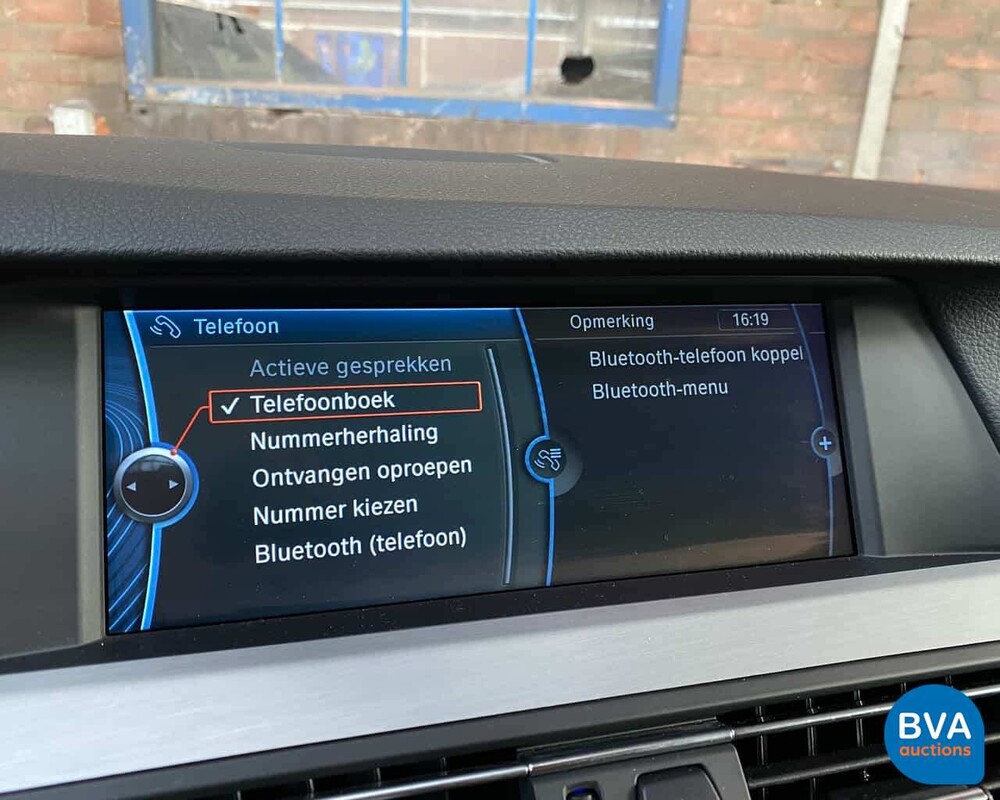 Telefoon
Actieve gesprekken
✓ Telefoonboek
Nummerherhaling
Ontvangen oproepen
Nummer kiezen
Bluetooth (telefoon)
Opmerking 16:19
Bluetooth-telefoon koppel
Bluetooth-menu
BVA
auctions